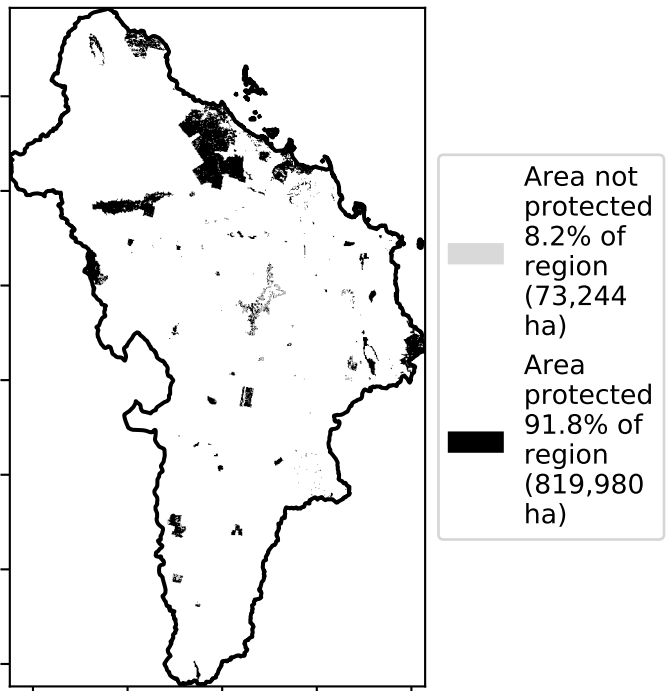 Area not
protected
8.2% of
region
(73,244
ha)
Area
protected
91.8% of
region
(819,980
ha)